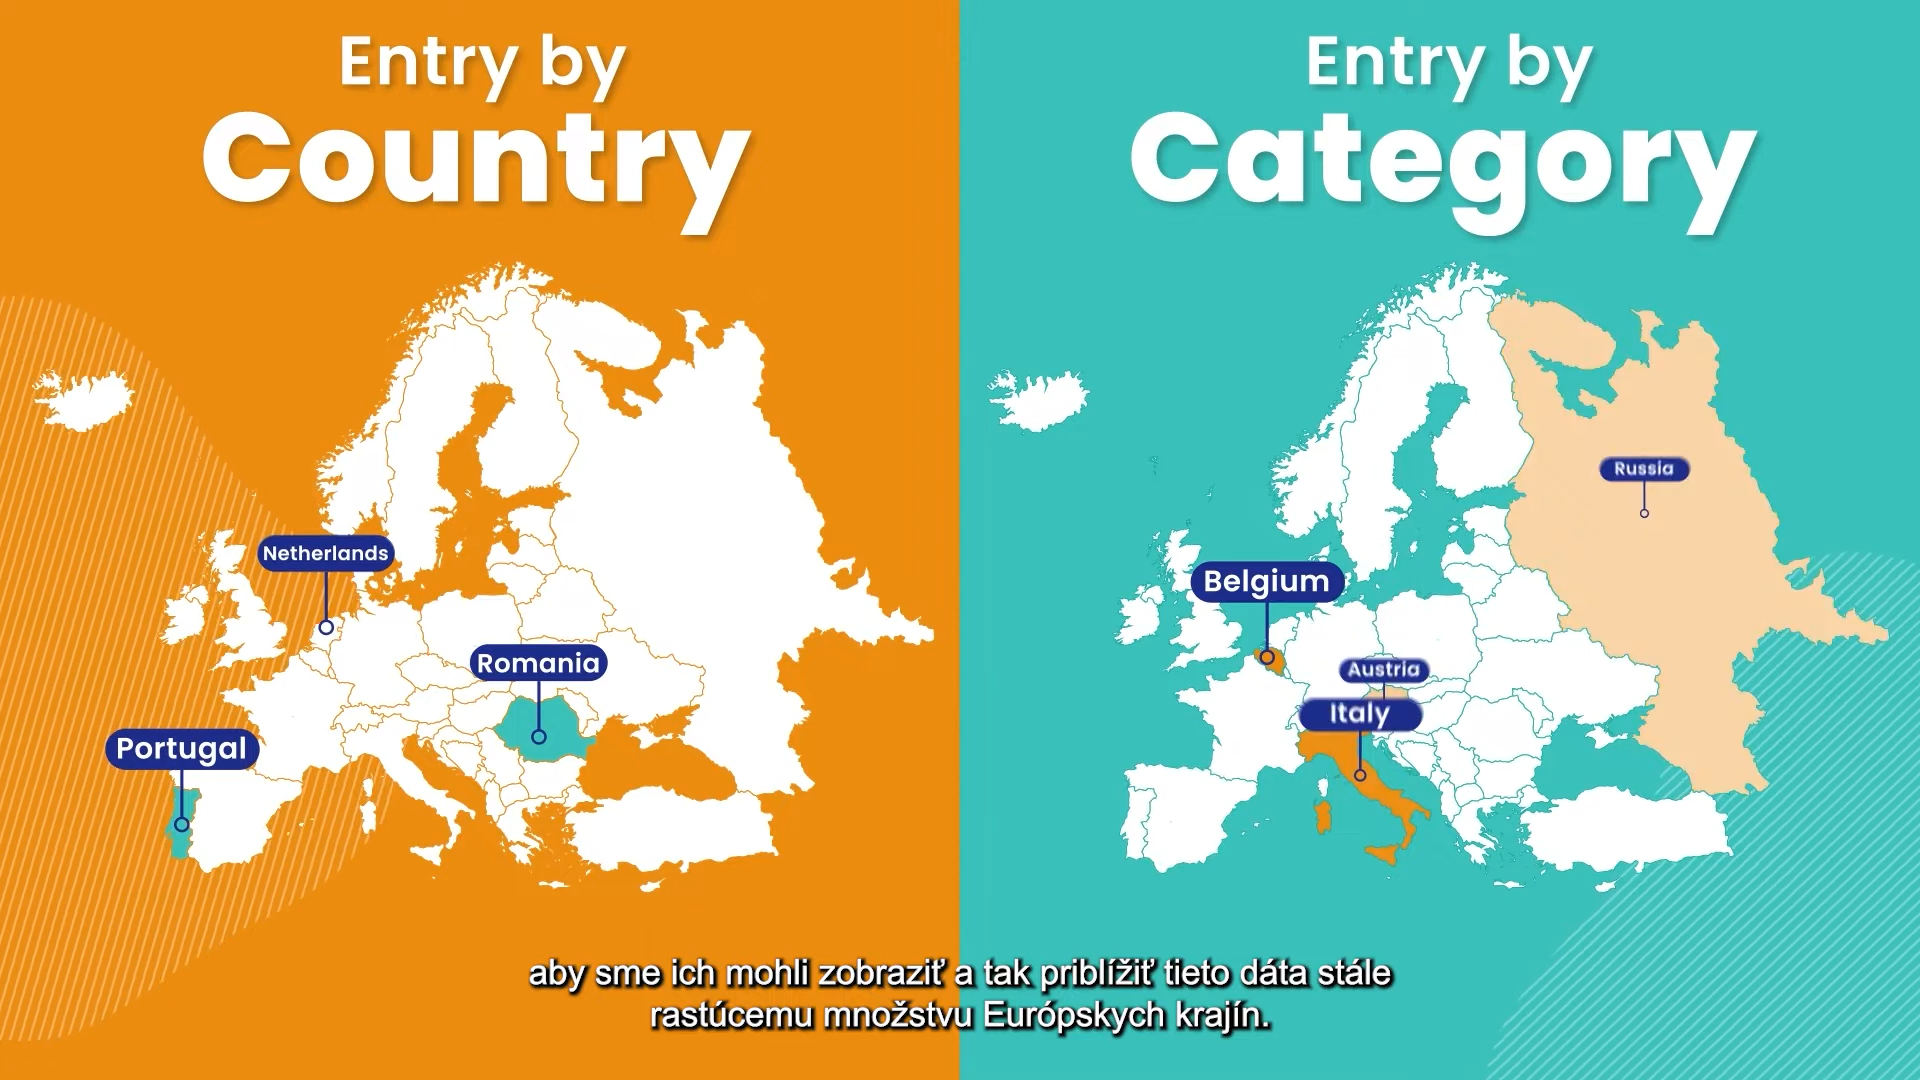 Entry by
Country
Netherlands
Romania
Portugal
Entry by
Category
Russia
Belgium
Austria
Italy
aby sme ich mohli zobraziť a tak priblížiť tieto dáta stále
rastúcemu množstvu Európskych krajín.